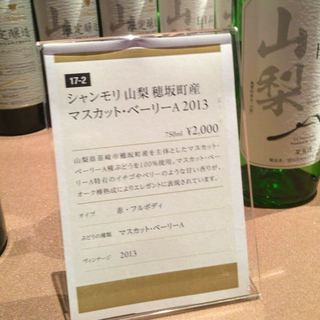 17-2
シャンモリ 山梨 穂坂町産
マスカット・ベーリーA 2013
750ml ¥2,000
山梨県韮崎市穂坂町産を主体としたマスカット・
ベーリーA種ぶどうを100%使用。マスカット・ベー
リーA特有のイチゴやベリーのような甘い香りが、
オーク樽熟成によりエレガントに表現されています。
タイプ 赤・フルボディ
ぶどうの種類 マスカット・ベーリーA
ヴィンテージ 2013
山梨